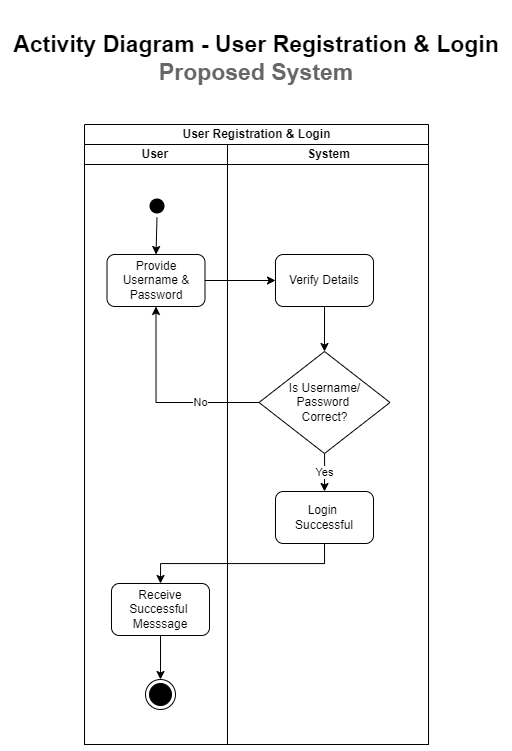 Activity Diagram - User Registration & Login
Proposed System
User Registration & Login
User
System
Provide
Username &
Password
Verify Details
Is Username/
Password
Correct?
No
Yes
Login
Successful
Receive
Successful
Messsage